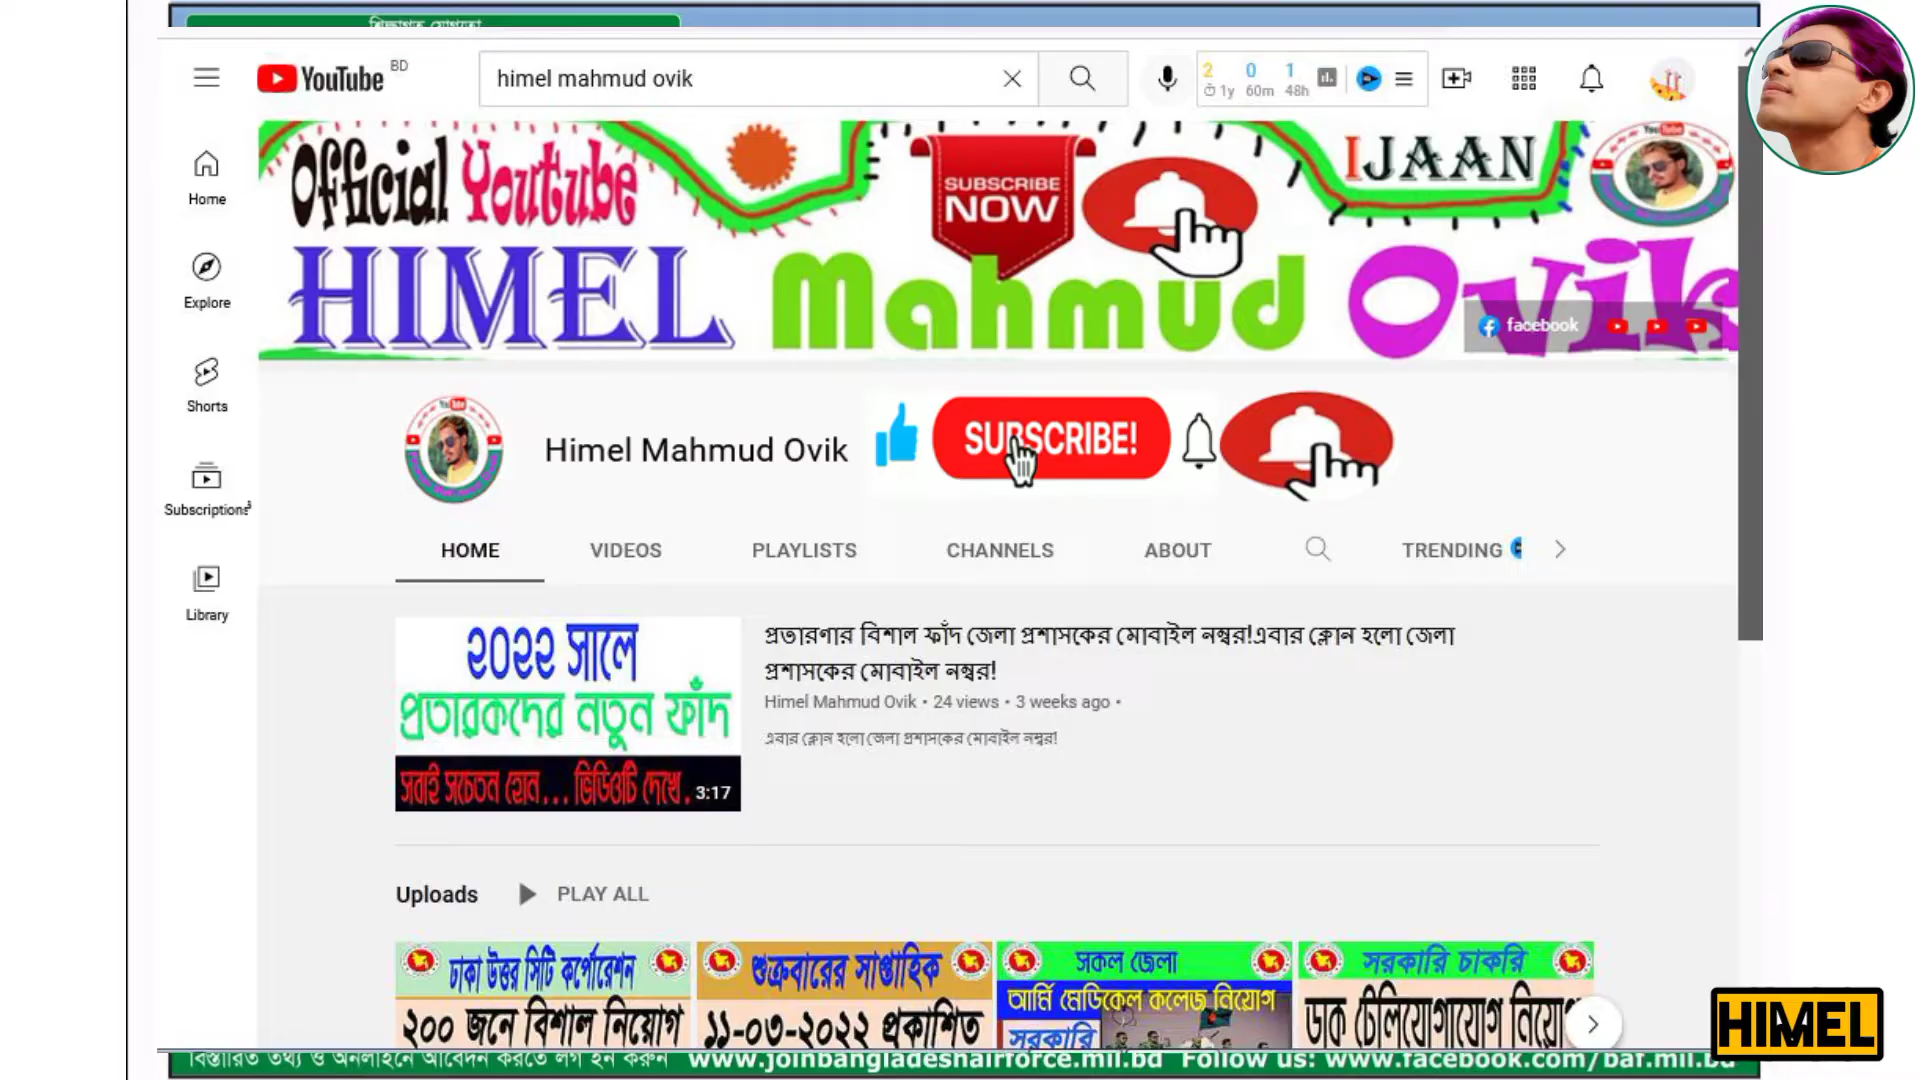 শিক্ষাগত যোগ্যতা
YouTube BD
himel mahmud ovik
2 0 1
1y 60m 48h
Official Youtube
SUBSCRIBE
NOW
IJAAN
HIMEL Mahmud Ovik
facebook
Home
Explore
Shorts
Subscriptions
Library
Himel Mahmud Ovik
SUBSCRIBE!
HOME VIDEOS PLAYLISTS CHANNELS ABOUT TRENDING
২০২২ সালে
প্রতারকদের নতুন ফাঁদ
সবাই সচেতন হোন... ভিডিওটি দেখে.
3:17
প্রতারণার বিশাল ফাঁদ জেলা প্রশাসকের মোবাইল নম্বর!এবার ক্লোন হলো জেলা
প্রশাসকের মোবাইল নম্বর!
Himel Mahmud Ovik • 24 views • 3 weeks ago •
এবার ক্লোন হলো জেলা প্রশাসকের মোবাইল নম্বর!
Uploads PLAY ALL
ঢাকা উত্তর সিটি কর্পোরেশন
২০০ জনে বিশাল নিয়োগ
শুক্রবারের সাপ্তাহিক
১১-০৩-২০২২ প্রকাশিত
সকল জেলা
আর্মি মেডিকেল কলেজ নিয়োগ
সরকারি
সরকারি চাকরি
ডাক টেলিযোগাযোগ নিয়োগ
HIMEL
বিস্তারিত তথ্য ও অনলাইনে আবেদন করতে লগ ইন করুন www.joinbangladeshairforce.mil.bd Follow us: www.facebook.com/baf.mil.bd